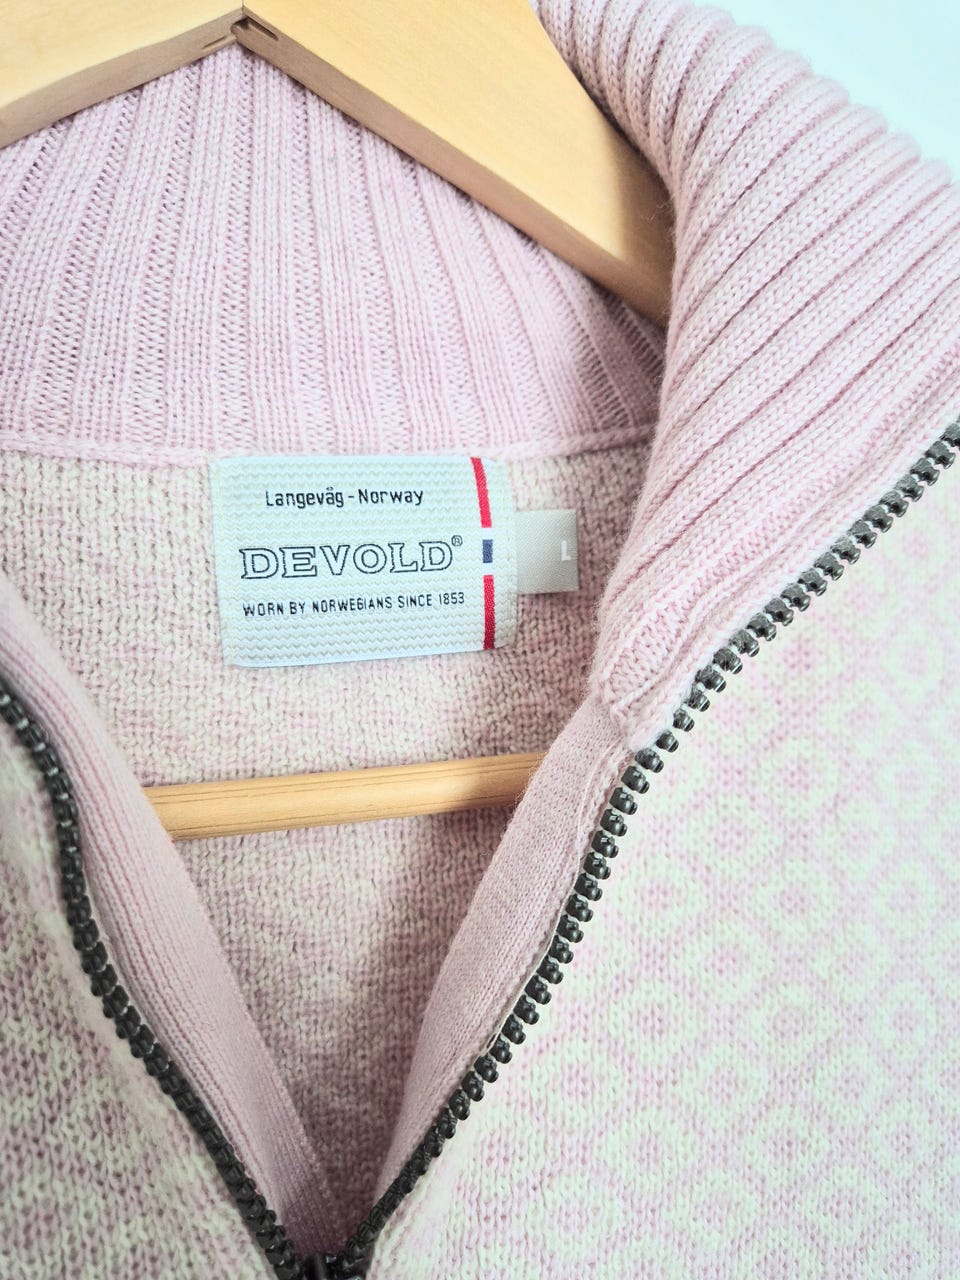 Langevåg - Norway
DEVOLD®
WORN BY NORWEGIANS SINCE 1853
L